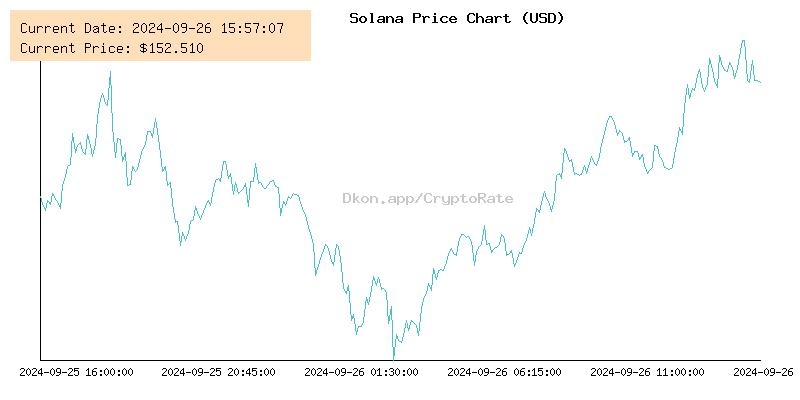 Solana Price Chart (USD)
Current Date: 2024-09-26 15:57:07
Current Price: $152.510
Dkon.app/CryptoRate
2024-09-25 16:00:00 2024-09-25 20:45:00 2024-09-26 01:30:00 2024-09-26 06:15:00 2024-09-26 11:00:00 2024-09-26